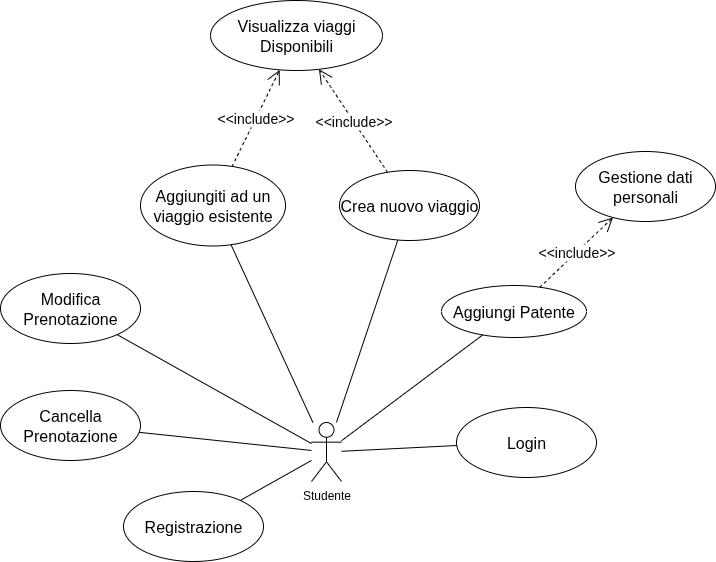 Visualizza viaggi
Disponibili
<<include>>
<<include>>
Aggiungiti ad un
viaggio esistente
Crea nuovo viaggio
Gestione dati
personali
<<include>>
Modifica
Prenotazione
Aggiungi Patente
Cancella
Prenotazione
Login
Studente
Registrazione